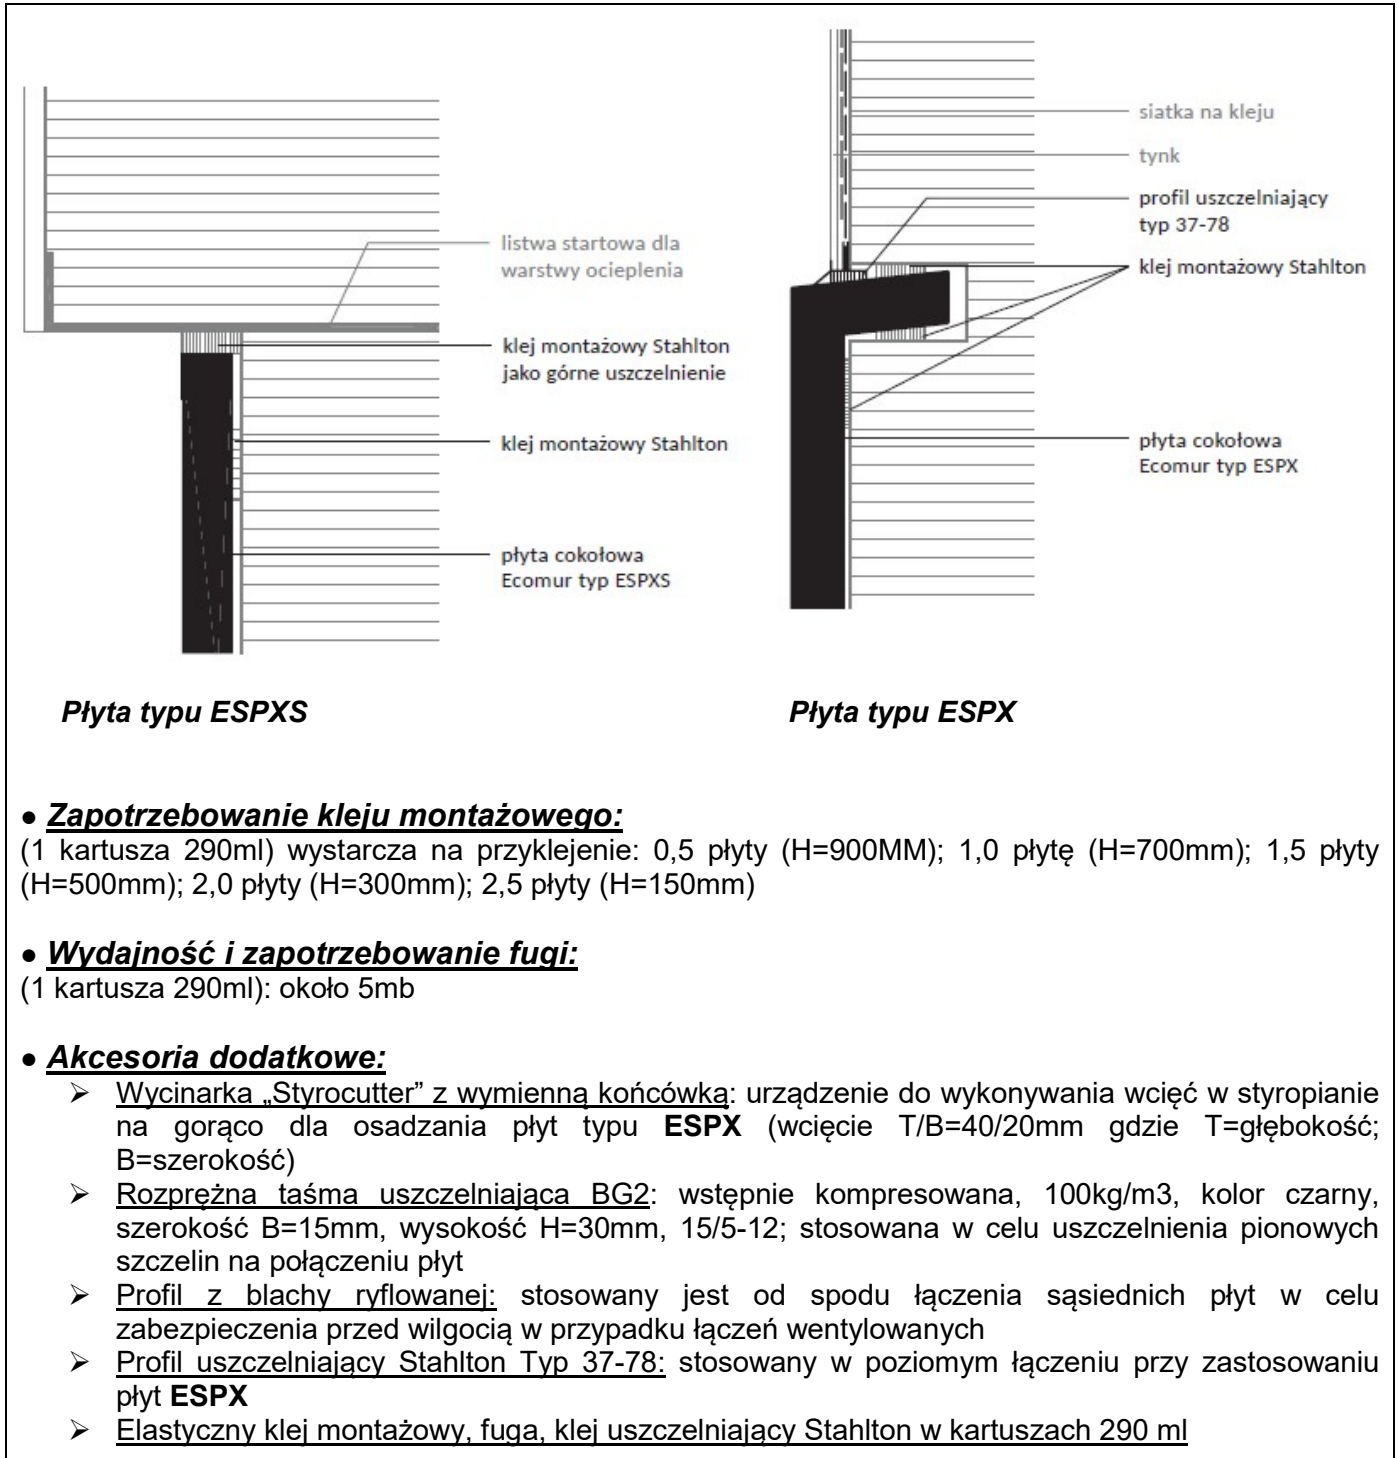 listwa startowa dla
warstwy ocieplenia
klej montażowy Stahlton
jako górne uszczelnienie
klej montażowy Stahlton
płyta cokołowa
Ecomur typ ESPXS
siatka na kleju
tynk
profil uszczelniający
typ 37-78
klej montażowy Stahlton
płyta cokołowa
Ecomur typ ESPX
Płyta typu ESPXS
Płyta typu ESPX
● Zapotrzebowanie kleju montażowego:
(1 kartusza 290ml) wystarcza na przyklejenie: 0,5 płyty (H=900MM); 1,0 płytę (H=700mm); 1,5 płyty
(H=500mm); 2,0 płyty (H=300mm); 2,5 płyty (H=150mm)
● Wydajność i zapotrzebowanie fugi:
(1 kartusza 290ml): około 5mb
● Akcesoria dodatkowe:
➢ Wycinarka „Styrocutter” z wymienną końcówką: urządzenie do wykonywania wcięć w styropianie
na gorąco dla osadzania płyt typu ESPX (wcięcie T/B=40/20mm gdzie T=głębokość;
B=szerokość)
➢ Rozprężna taśma uszczelniająca BG2: wstępnie kompresowana, 100kg/m3, kolor czarny,
szerokość B=15mm, wysokość H=30mm, 15/5-12; stosowana w celu uszczelnienia pionowych
szczelin na połączeniu płyt
➢ Profil z blachy ryflowanej: stosowany jest od spodu łączenia sąsiednich płyt w celu
zabezpieczenia przed wilgocią w przypadku łączeń wentylowanych
➢ Profil uszczelniający Stahlton Typ 37-78: stosowany w poziomym łączeniu przy zastosowaniu
płyt ESPX
➢ Elastyczny klej montażowy, fuga, klej uszczelniający Stahlton w kartuszach 290 ml